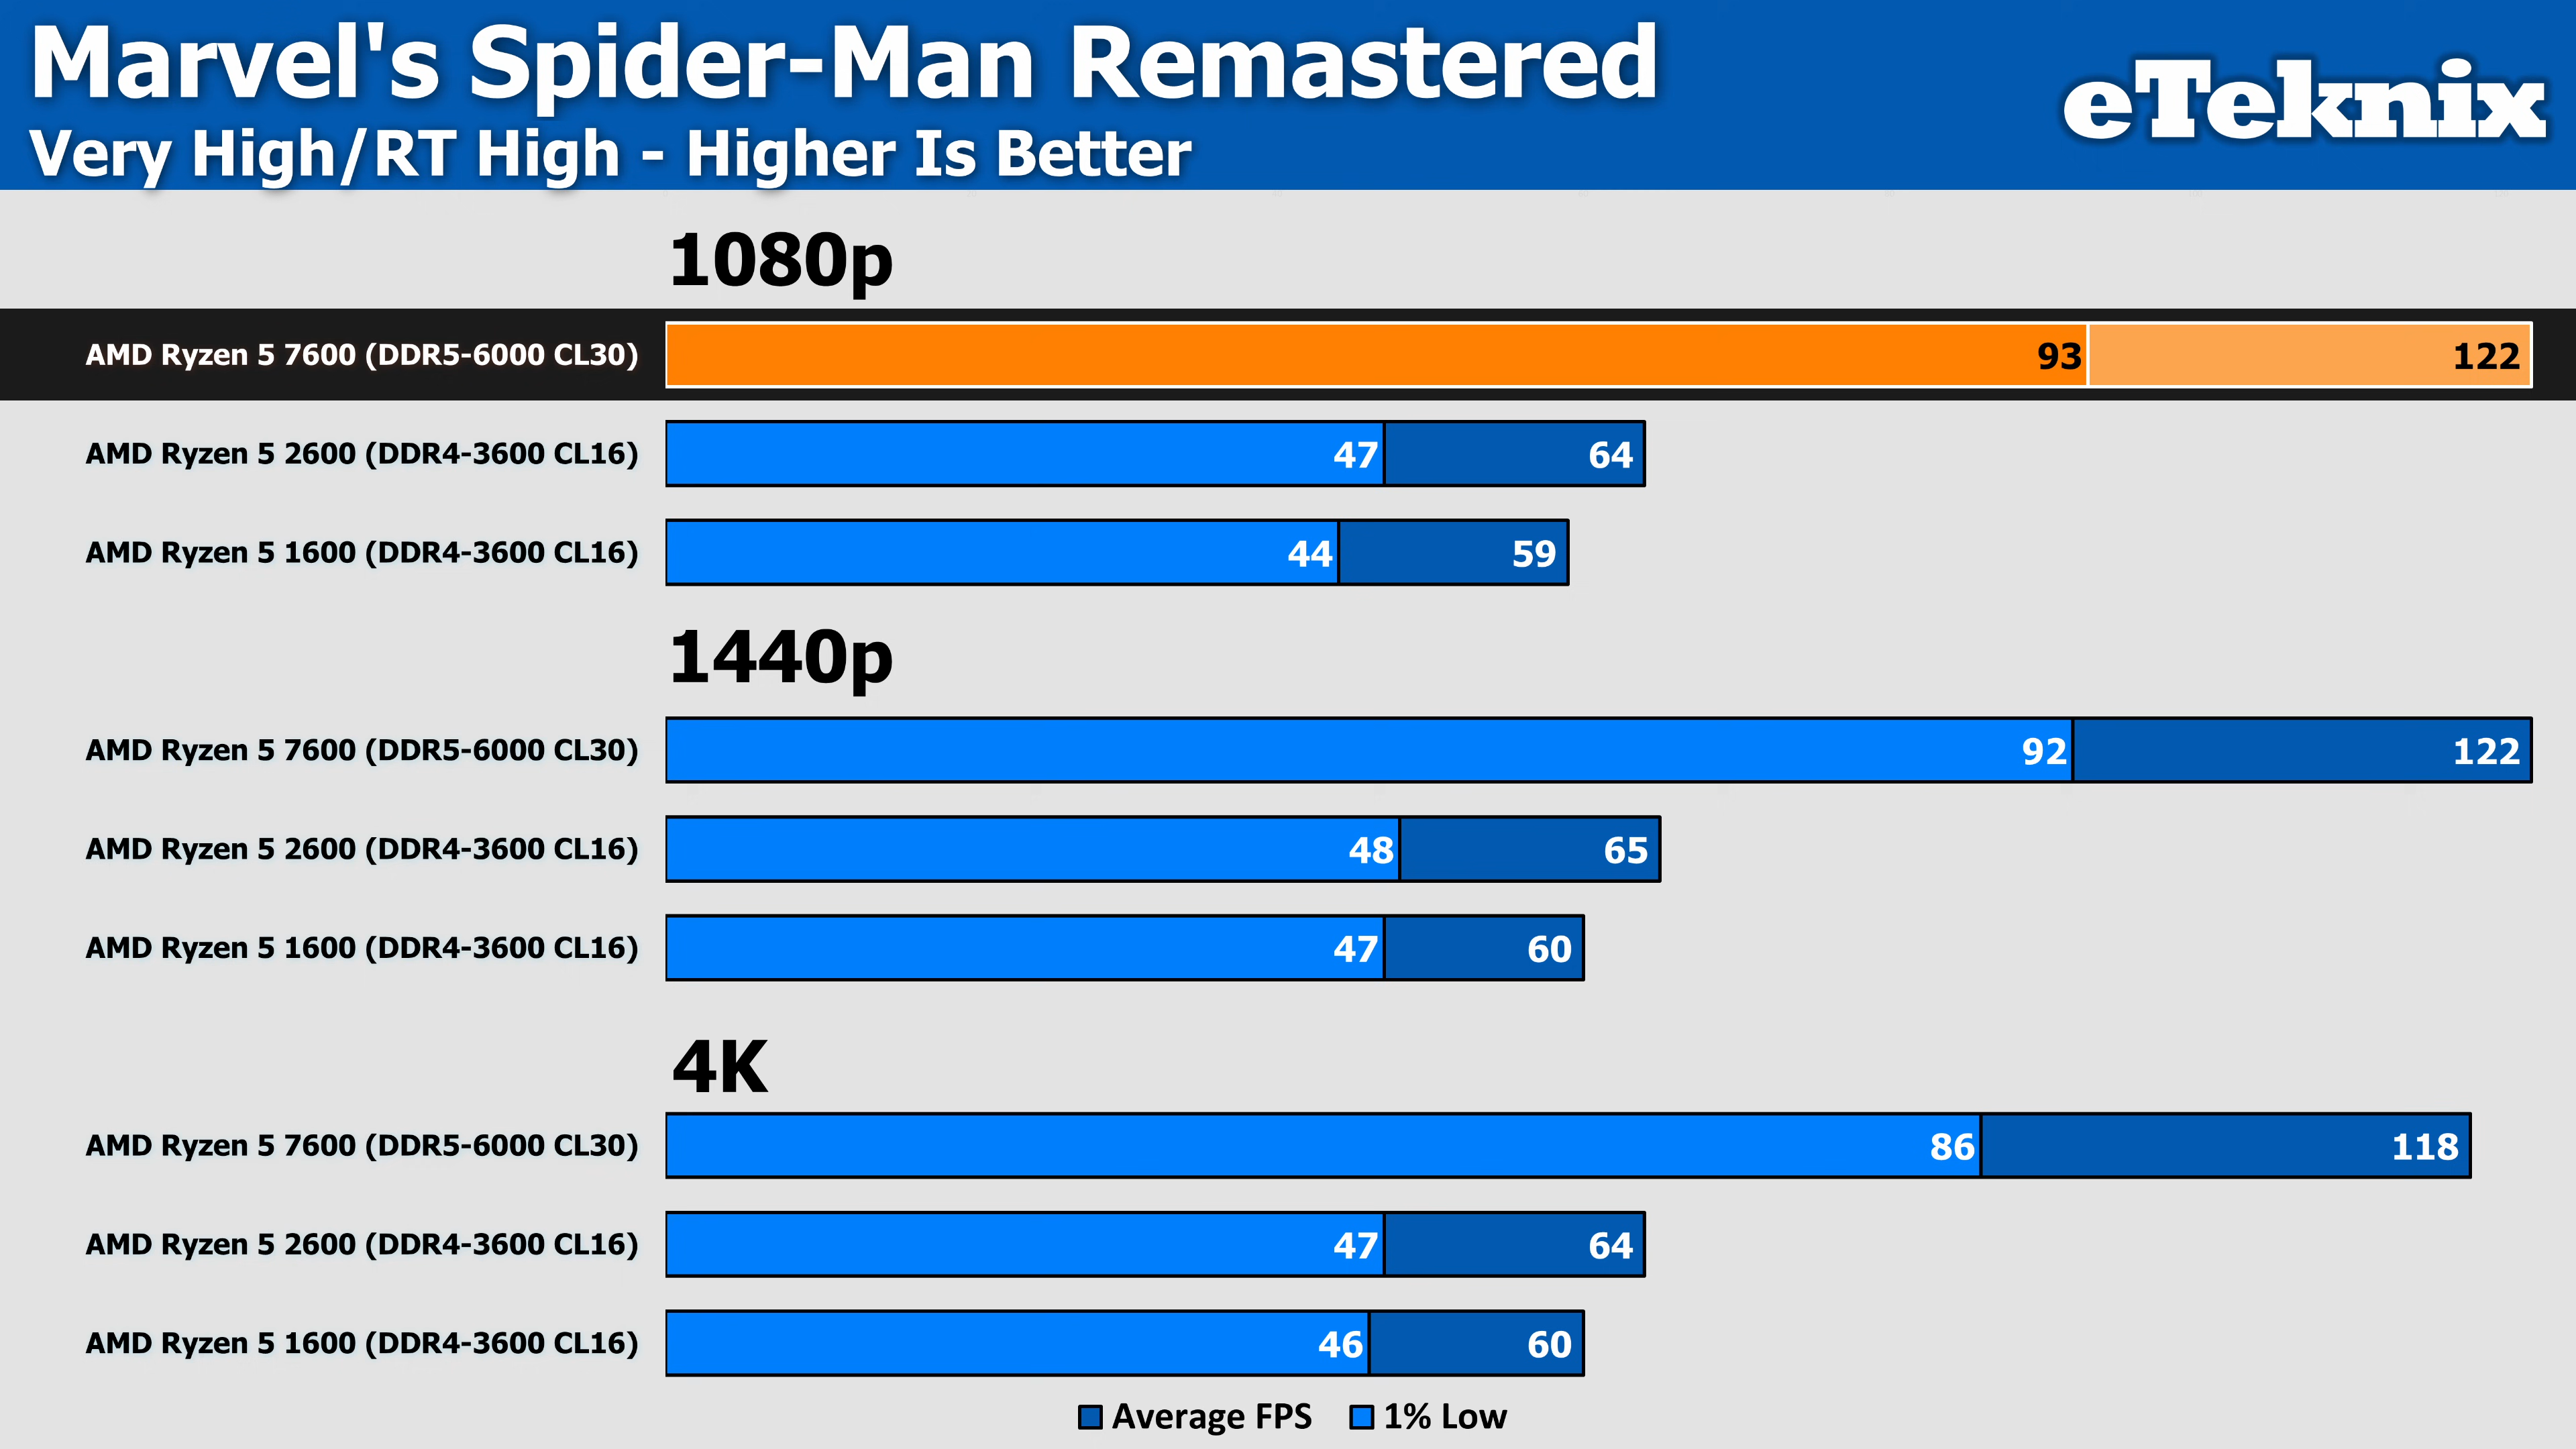 Marvel's Spider-Man Remastered
Very High/RT High - Higher Is Better
eTeknix
1080p
AMD Ryzen 5 7600 (DDR5-6000 CL30) 93 122
AMD Ryzen 5 2600 (DDR4-3600 CL16) 47 64
AMD Ryzen 5 1600 (DDR4-3600 CL16) 44 59
1440p
AMD Ryzen 5 7600 (DDR5-6000 CL30) 92 122
AMD Ryzen 5 2600 (DDR4-3600 CL16) 48 65
AMD Ryzen 5 1600 (DDR4-3600 CL16) 47 60
4K
AMD Ryzen 5 7600 (DDR5-6000 CL30) 86 118
AMD Ryzen 5 2600 (DDR4-3600 CL16) 47 64
AMD Ryzen 5 1600 (DDR4-3600 CL16) 46 60
Average FPS 1% Low